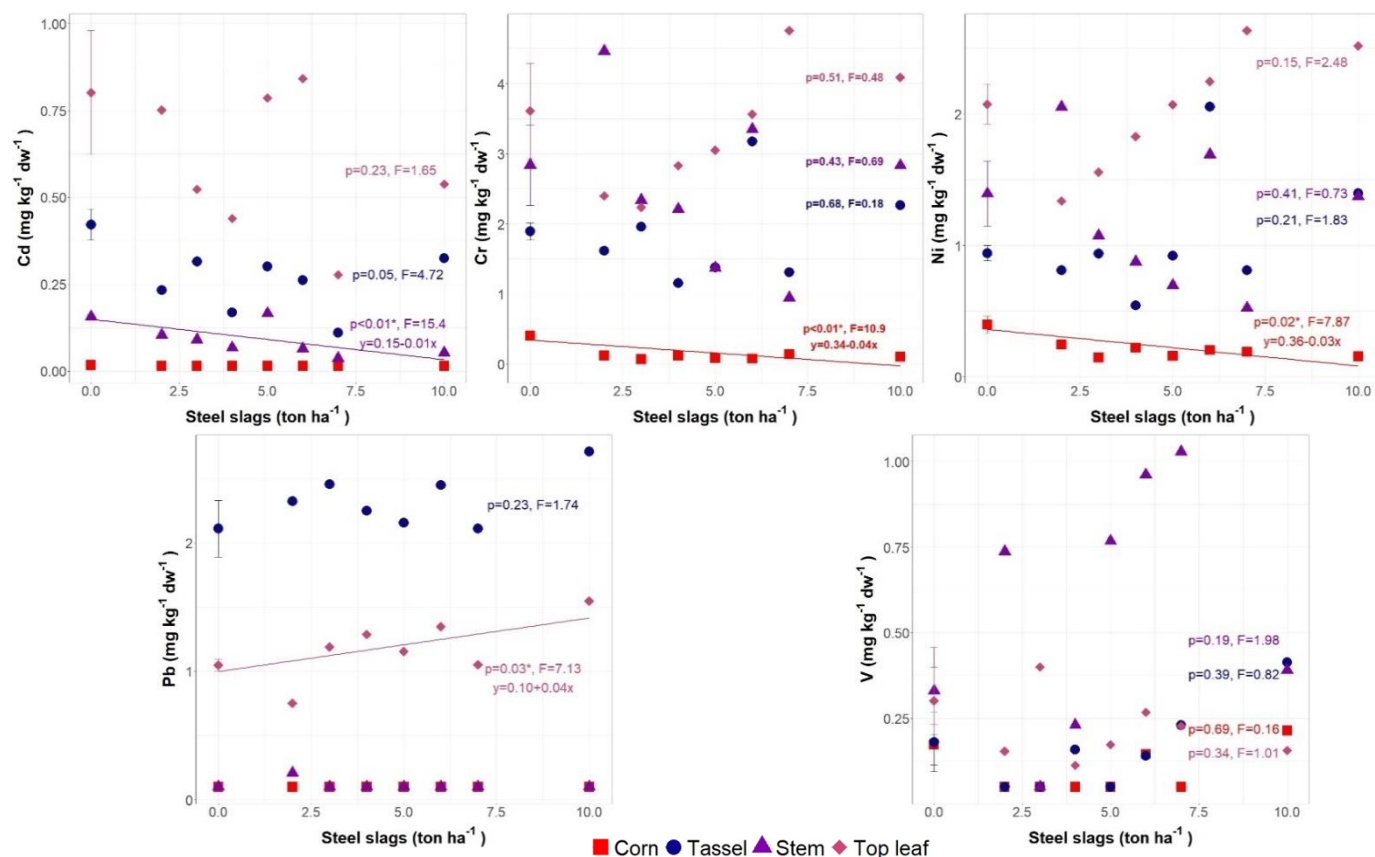 1.00
0.75
0.50
0.25
0.00
Cd (mg kg⁻¹ dw⁻¹)
p=0.23, F=1.65
p=0.05, F=4.72
p<0.01*, F=15.4
y=0.15-0.01x
0.0 2.5 5.0 7.5 10.0
Steel slags (ton ha⁻¹ )
4
3
2
1
0
Cr (mg kg⁻¹ dw⁻¹)
p=0.51, F=0.48
p=0.43, F=0.69
p=0.68, F=0.18
p<0.01*, F=10.9
y=0.34-0.04x
0.0 2.5 5.0 7.5 10.0
Steel slags (ton ha⁻¹ )
2
1
0
Ni (mg kg⁻¹ dw⁻¹)
p=0.15, F=2.48
p=0.41, F=0.73
p=0.21, F=1.83
p=0.02*, F=7.87
y=0.36-0.03x
0.0 2.5 5.0 7.5 10.0
Steel slags (ton ha⁻¹ )
2
1
0
Pb (mg kg⁻¹ dw⁻¹)
p=0.23, F=1.74
p=0.03*, F=7.13
y=0.10+0.04x
0.0 2.5 5.0 7.5 10.0
Steel slags (ton ha⁻¹ )
1.00
0.75
0.50
0.25
V (mg kg⁻¹ dw⁻¹)
p=0.19, F=1.98
p=0.39, F=0.82
p=0.69, F=0.16
p=0.34, F=1.01
0.0 2.5 5.0 7.5 10.0
Steel slags (ton ha⁻¹ )
Corn Tassel Stem Top leaf